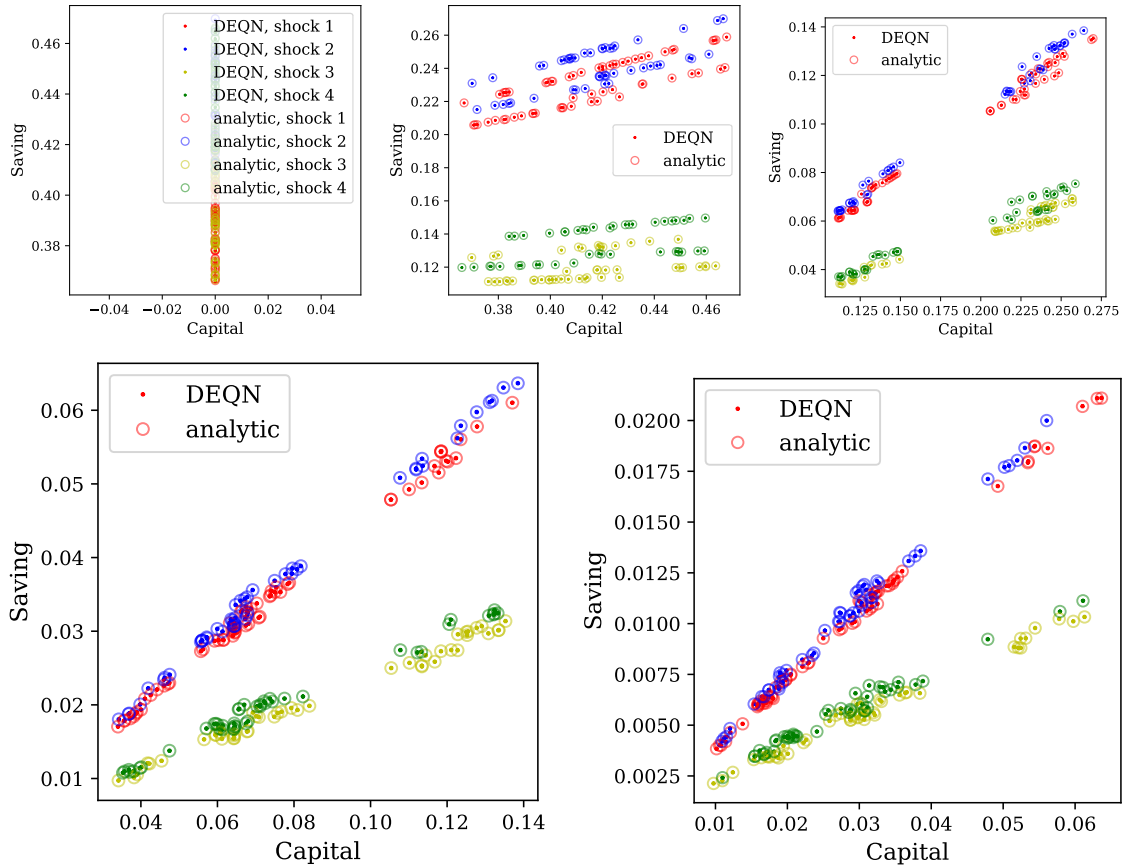 DEQN, shock 1
DEQN, shock 2
DEQN, shock 3
DEQN, shock 4
analytic, shock 1
analytic, shock 2
analytic, shock 3
analytic, shock 4
0.46
0.44
0.42
0.40
0.38
Saving
−0.04
−0.02
0.00
0.02
0.04
Capital
0.26
0.24
0.22
0.20
0.18
0.16
0.14
0.12
Saving
DEQN
analytic
0.38
0.40
0.42
0.44
0.46
Capital
0.14
0.12
0.10
0.08
0.06
0.04
Saving
DEQN
analytic
0.125
0.150
0.175
0.200
0.225
0.250
0.275
Capital
0.06
0.05
0.04
0.03
0.02
0.01
Saving
DEQN
analytic
0.04
0.06
0.08
0.10
0.12
0.14
Capital
0.0200
0.0175
0.0150
0.0125
0.0100
0.0075
0.0050
0.0025
Saving
DEQN
analytic
0.01
0.02
0.03
0.04
0.05
0.06
Capital